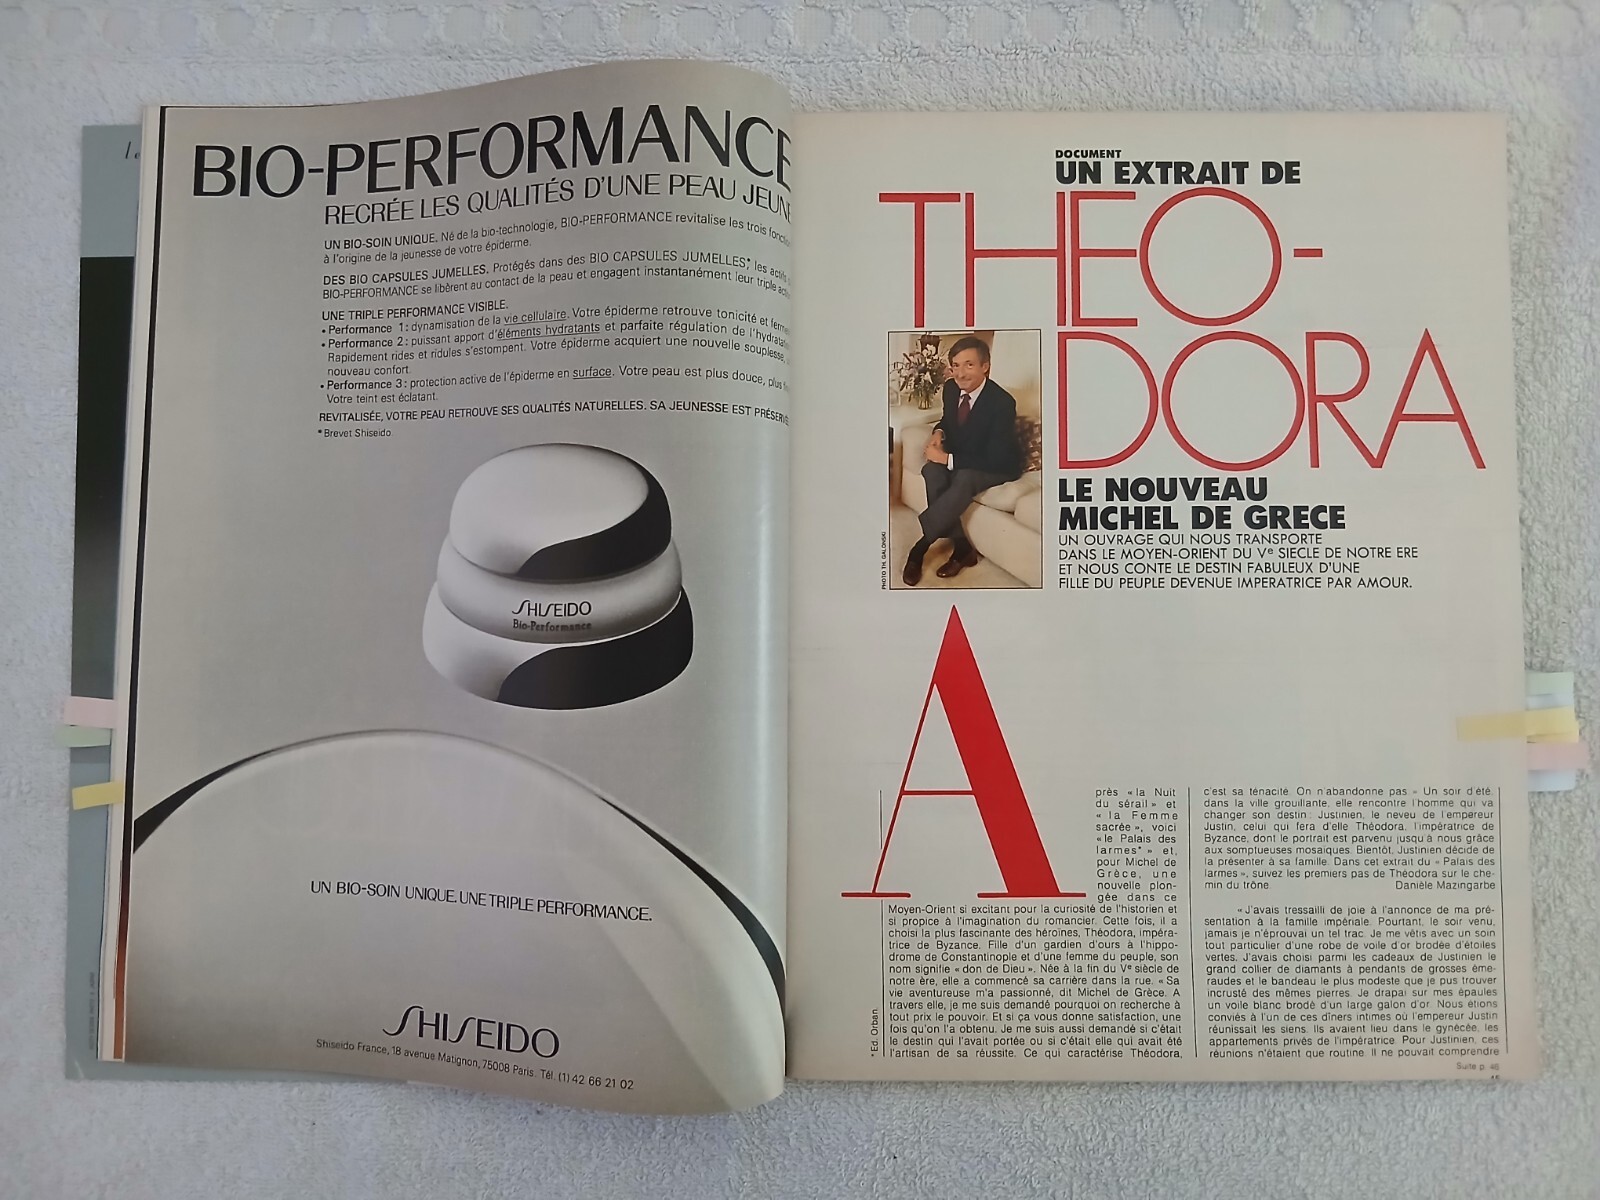 BIO-PERFORMANCE
RECRÉE LES QUALITÉS D'UNE PEAU JEUNE
UN BIO-SOIN UNIQUE. Né de la bio-technologie, BIO-PERFORMANCE revitalise les trois
à l'origine de la jeunesse de votre épiderme.
DES BIO CAPSULES JUMELLES. Protégés dans des BIO CAPSULES JUMELLES,* les
BIO-PERFORMANCE se libèrent au contact de la peau et engagent instantanément leur triple
UNE TRIPLE PERFORMANCE VISIBLE.
• Performance 1 : dynamisation de la vie cellulaire. Votre épiderme retrouve tonicité et
• Performance 2 : puissant apport d'éléments hydratants et parfaite régulation de
Rapidement rides et ridules s'estompent. Votre épiderme acquiert une nouvelle souplesse,
nouveau confort.
• Performance 3 : protection active de l'épiderme en surface. Votre peau est plus douce, plus
Votre teint est éclatant.
REVITALISÉE, VOTRE PEAU RETROUVE SES QUALITÉS NATURELLES. SA JEUNESSE EST
*Brevet Shiseido
SHISEIDO
Bio-Performance
UN BIO-SOIN UNIQUE. UNE TRIPLE PERFORMANCE.
SHISEIDO
Shiseido France, 18 avenue Matignon, 75008 Paris. Tél. (1) 42 66 21 02
DOCUMENT
UN EXTRAIT DE
THEO-
DORA
LE NOUVEAU
MICHEL DE GRECE
UN OUVRAGE QUI NOUS TRANSPORTE
DANS LE MOYEN-ORIENT DU Ve SIECLE DE NOTRE ERE
ET NOUS CONTE LE DESTIN FABULEUX D'UNE
FILLE DU PEUPLE DEVENUE IMPERATRICE PAR AMOUR.
PHOTO TH. GALONSKI
A
près « la Nuit
du sérail » et
« la Femme
sacrée », voici
« le Palais des
larmes* » et,
pour Michel de
Grèce, une
nouvelle plon-
gée dans ce
Moyen-Orient si excitant pour la curiosité de l'historien et
si propice à l'imagination du romancier. Cette fois, il a
choisi la plus fascinante des héroïnes, Théodora, impéra-
trice de Byzance. Fille d'un gardien d'ours à l'hippo-
drome de Constantinople et d'une femme du peuple, son
nom signifie « don de Dieu ». Née à la fin du Ve siècle de
notre ère, elle a commencé sa carrière dans la rue. « Sa
vie aventureuse m'a passionné, dit Michel de Grèce. A
travers elle, je me suis demandé pourquoi on recherche à
tout prix le pouvoir. Et si ça vous donne satisfaction, une
fois qu'on l'a obtenu. Je me suis aussi demandé si c'était
le destin qui l'avait portée ou si c'était elle qui avait été
l'artisan de sa réussite. Ce qui caractérise Théodora,
* Ed. Orban.
c'est sa ténacité. On n'abandonne pas » Un soir d'été,
dans la ville grouillante, elle rencontre l'homme qui va
changer son destin : Justinien, le neveu de l'empereur
Justin, celui qui fera d'elle Théodora, l'impératrice de
Byzance, dont le portrait est parvenu jusqu'à nous grâce
aux somptueuses mosaïques. Bientôt, Justinien décide de
la présenter à sa famille. Dans cet extrait du « Palais des
larmes », suivez les premiers pas de Théodora sur le che-
min du trône. Danièle Mazingarbe
« J'avais tressailli de joie à l'annonce de ma pré-
sentation à la famille impériale. Pourtant, le soir venu,
jamais je n'éprouvai un tel trac. Je me vêtis avec un soin
tout particulier d'une robe de voile d'or brodée d'étoiles
vertes. J'avais choisi parmi les cadeaux de Justinien le
grand collier de diamants à pendants de grosses éme-
raudes et le bandeau le plus modeste que je pus trouver
incrusté des mêmes pierres. Je drapai sur mes épaules
un voile blanc brodé d'un large galon d'or. Nous étions
conviés à l'un de ces dîners intimes où l'empereur Justin
réunissait les siens. Ils avaient lieu dans le gynécée, les
appartements privés de l'impératrice. Pour Justinien, ces
réunions n'étaient que routine. Il ne pouvait comprendre
Suite p. 46